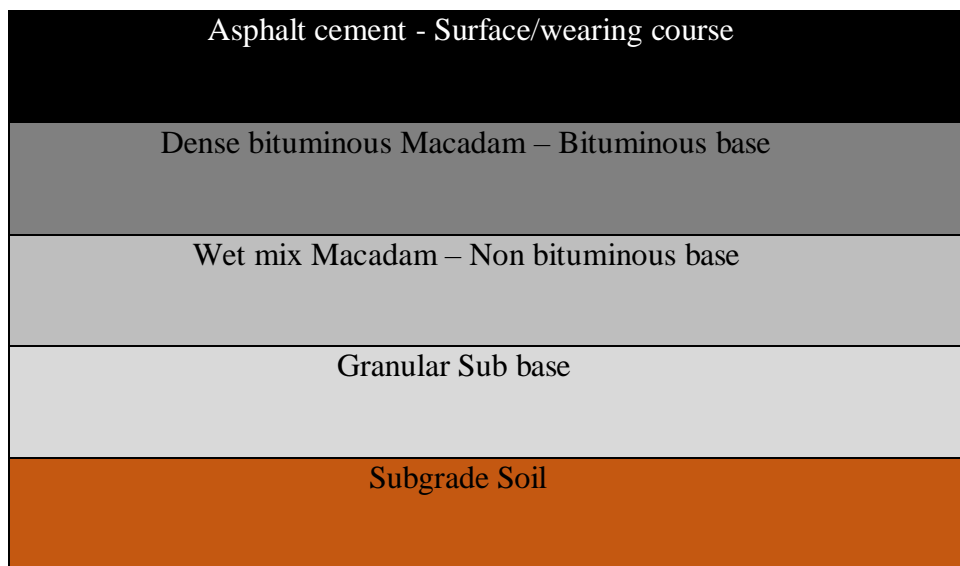 Asphalt cement - Surface/wearing course
Dense bituminous Macadam – Bituminous base
Wet mix Macadam – Non bituminous base
Granular Sub base
Subgrade Soil